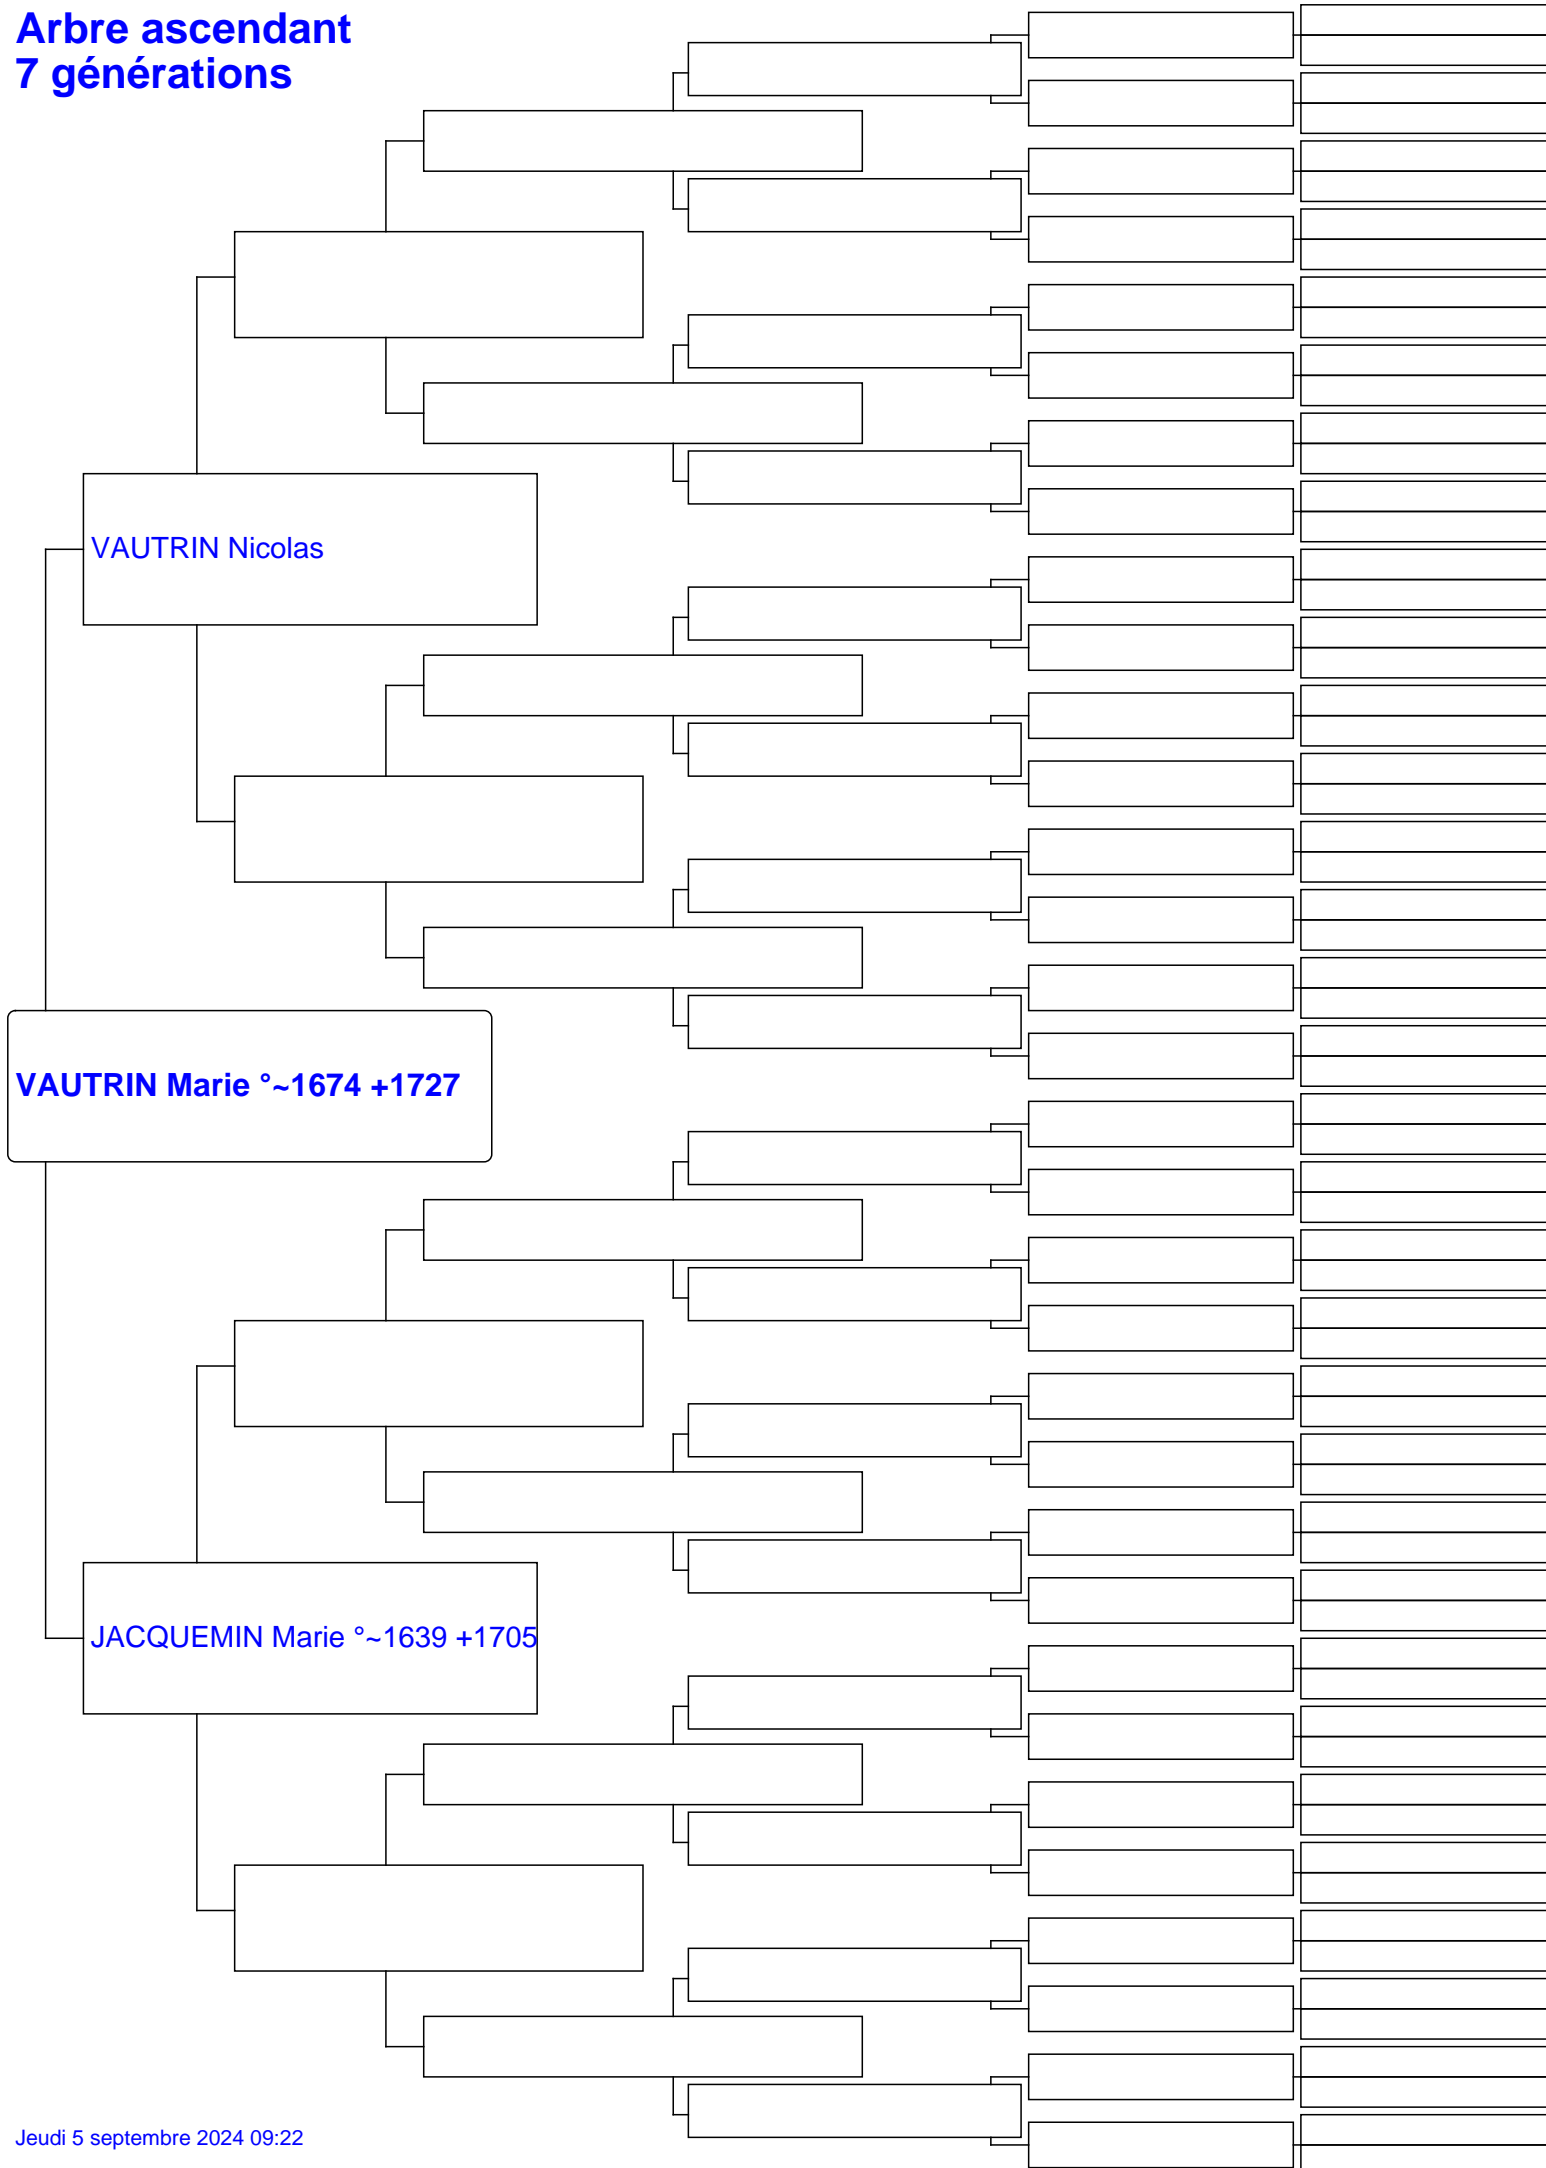 Arbre ascendant
7 générations
VAUTRIN Nicolas
VAUTRIN Marie °~1674 +1727
JACQUEMIN Marie °~1639 +1705
Jeudi 5 septembre 2024 09:22